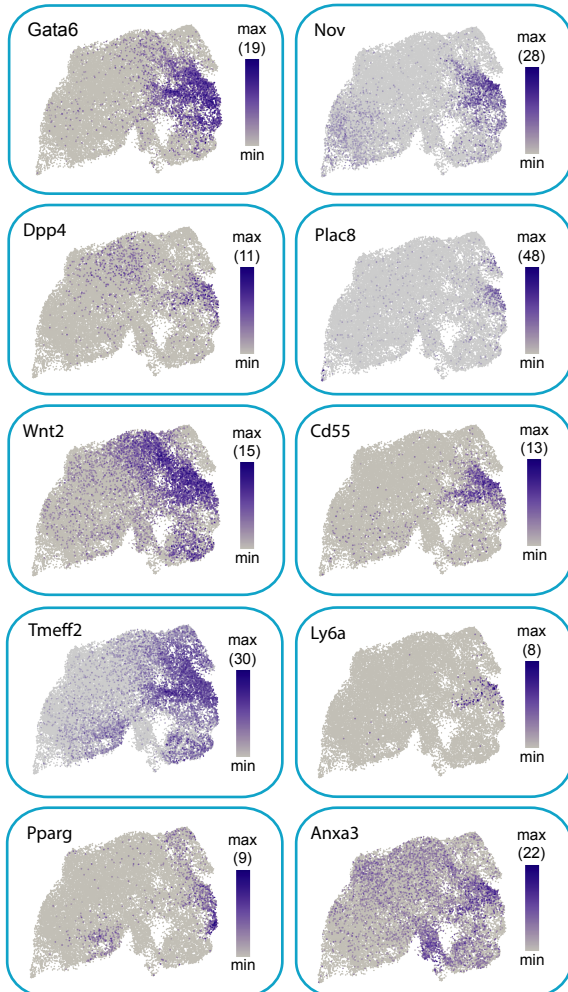 Gata6
max
(19)
min
Nov
max
(28)
min
Dpp4
max
(11)
min
Plac8
max
(48)
min
Wnt2
max
(15)
min
Cd55
max
(13)
min
Tmeff2
max
(30)
min
Ly6a
max
(8)
min
Pparg
max
(9)
min
Anxa3
max
(22)
min